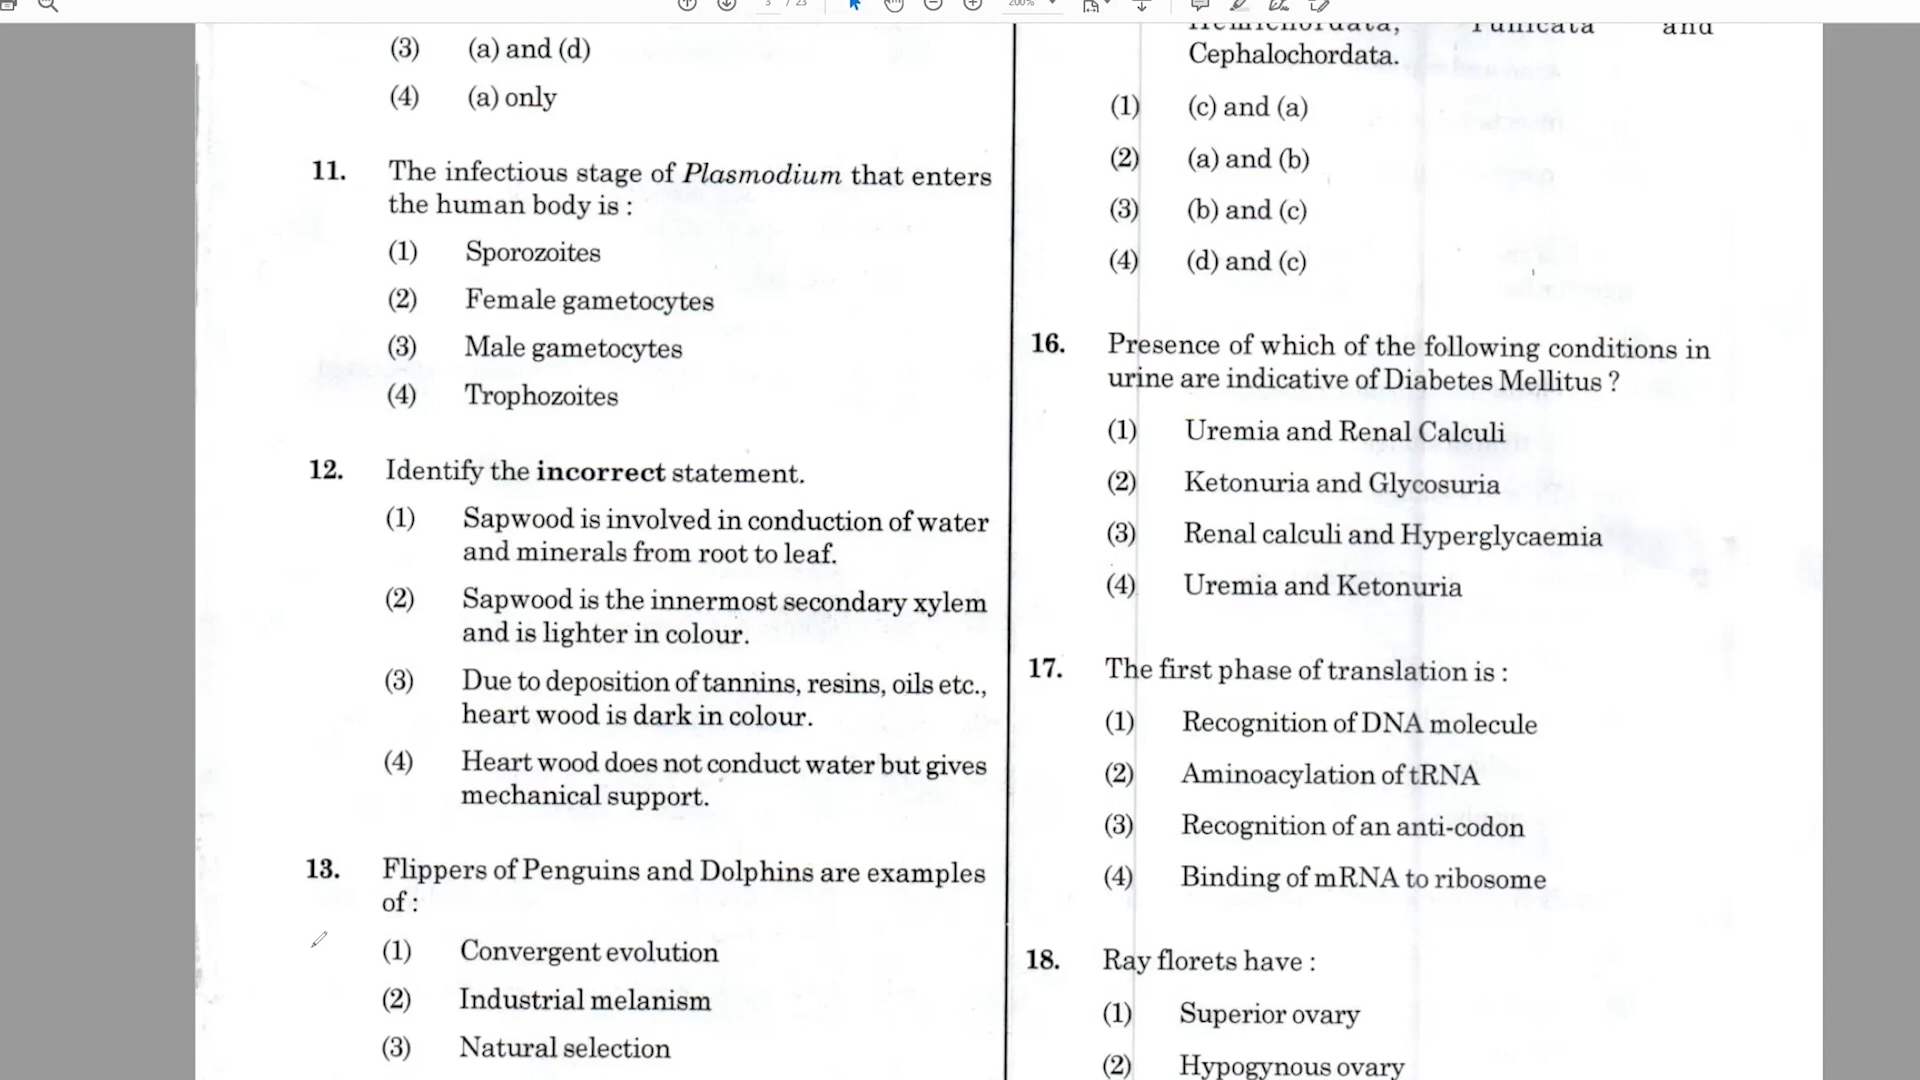 3 / 23
200%
(3) (a) and (d)
(4) (a) only
11. The infectious stage of Plasmodium that enters
the human body is :
(1) Sporozoites
(2) Female gametocytes
(3) Male gametocytes
(4) Trophozoites
12. Identify the incorrect statement.
(1) Sapwood is involved in conduction of water
and minerals from root to leaf.
(2) Sapwood is the innermost secondary xylem
and is lighter in colour.
(3) Due to deposition of tannins, resins, oils etc.,
heart wood is dark in colour.
(4) Heart wood does not conduct water but gives
mechanical support.
13. Flippers of Penguins and Dolphins are examples
of :
(1) Convergent evolution
(2) Industrial melanism
(3) Natural selection
Hemichordata, Tunicata and
Cephalochordata.
(1) (c) and (a)
(2) (a) and (b)
(3) (b) and (c)
(4) (d) and (c)
16. Presence of which of the following conditions in
urine are indicative of Diabetes Mellitus ?
(1) Uremia and Renal Calculi
(2) Ketonuria and Glycosuria
(3) Renal calculi and Hyperglycaemia
(4) Uremia and Ketonuria
17. The first phase of translation is :
(1) Recognition of DNA molecule
(2) Aminoacylation of tRNA
(3) Recognition of an anti-codon
(4) Binding of mRNA to ribosome
18. Ray florets have :
(1) Superior ovary
(2) Hypogynous ovary